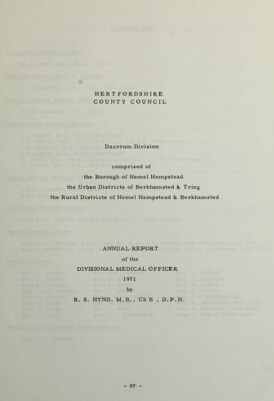 HERTFORDSHIRE
COUNTY COUNCIL
Dacorum Division
comprised of
the Borough of Hemel Hempstead
the Urban Districts of Berkhamsted & Tring
the Rural Districts of Hemel Hempstead & Berkhamsted
ANNUAL REPORT
of the
DIVISIONAL MEDICAL OFFICER
1971
by
R. S. HYND, M.B., Ch B , D.P.H.
- 97 -